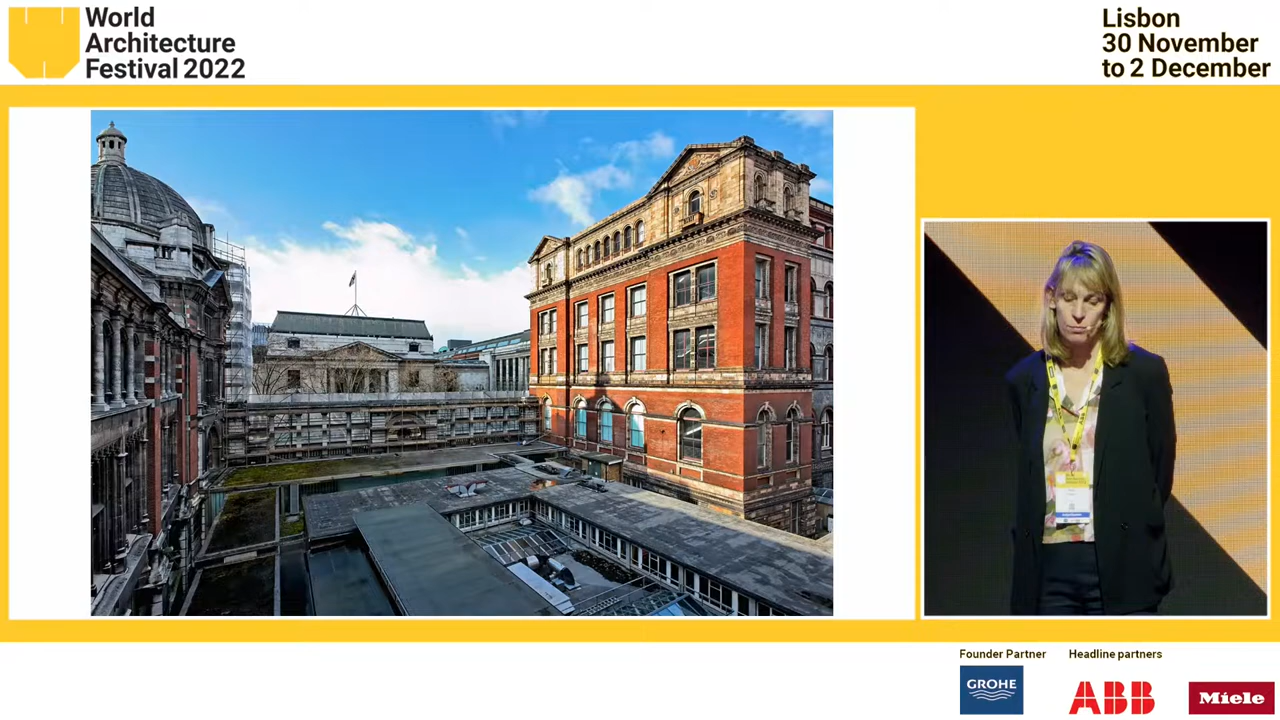 World
Architecture
Festival 2022
Lisbon
30 November
to 2 December
Founder Partner
Headline partners
GROHE
ABB
Miele